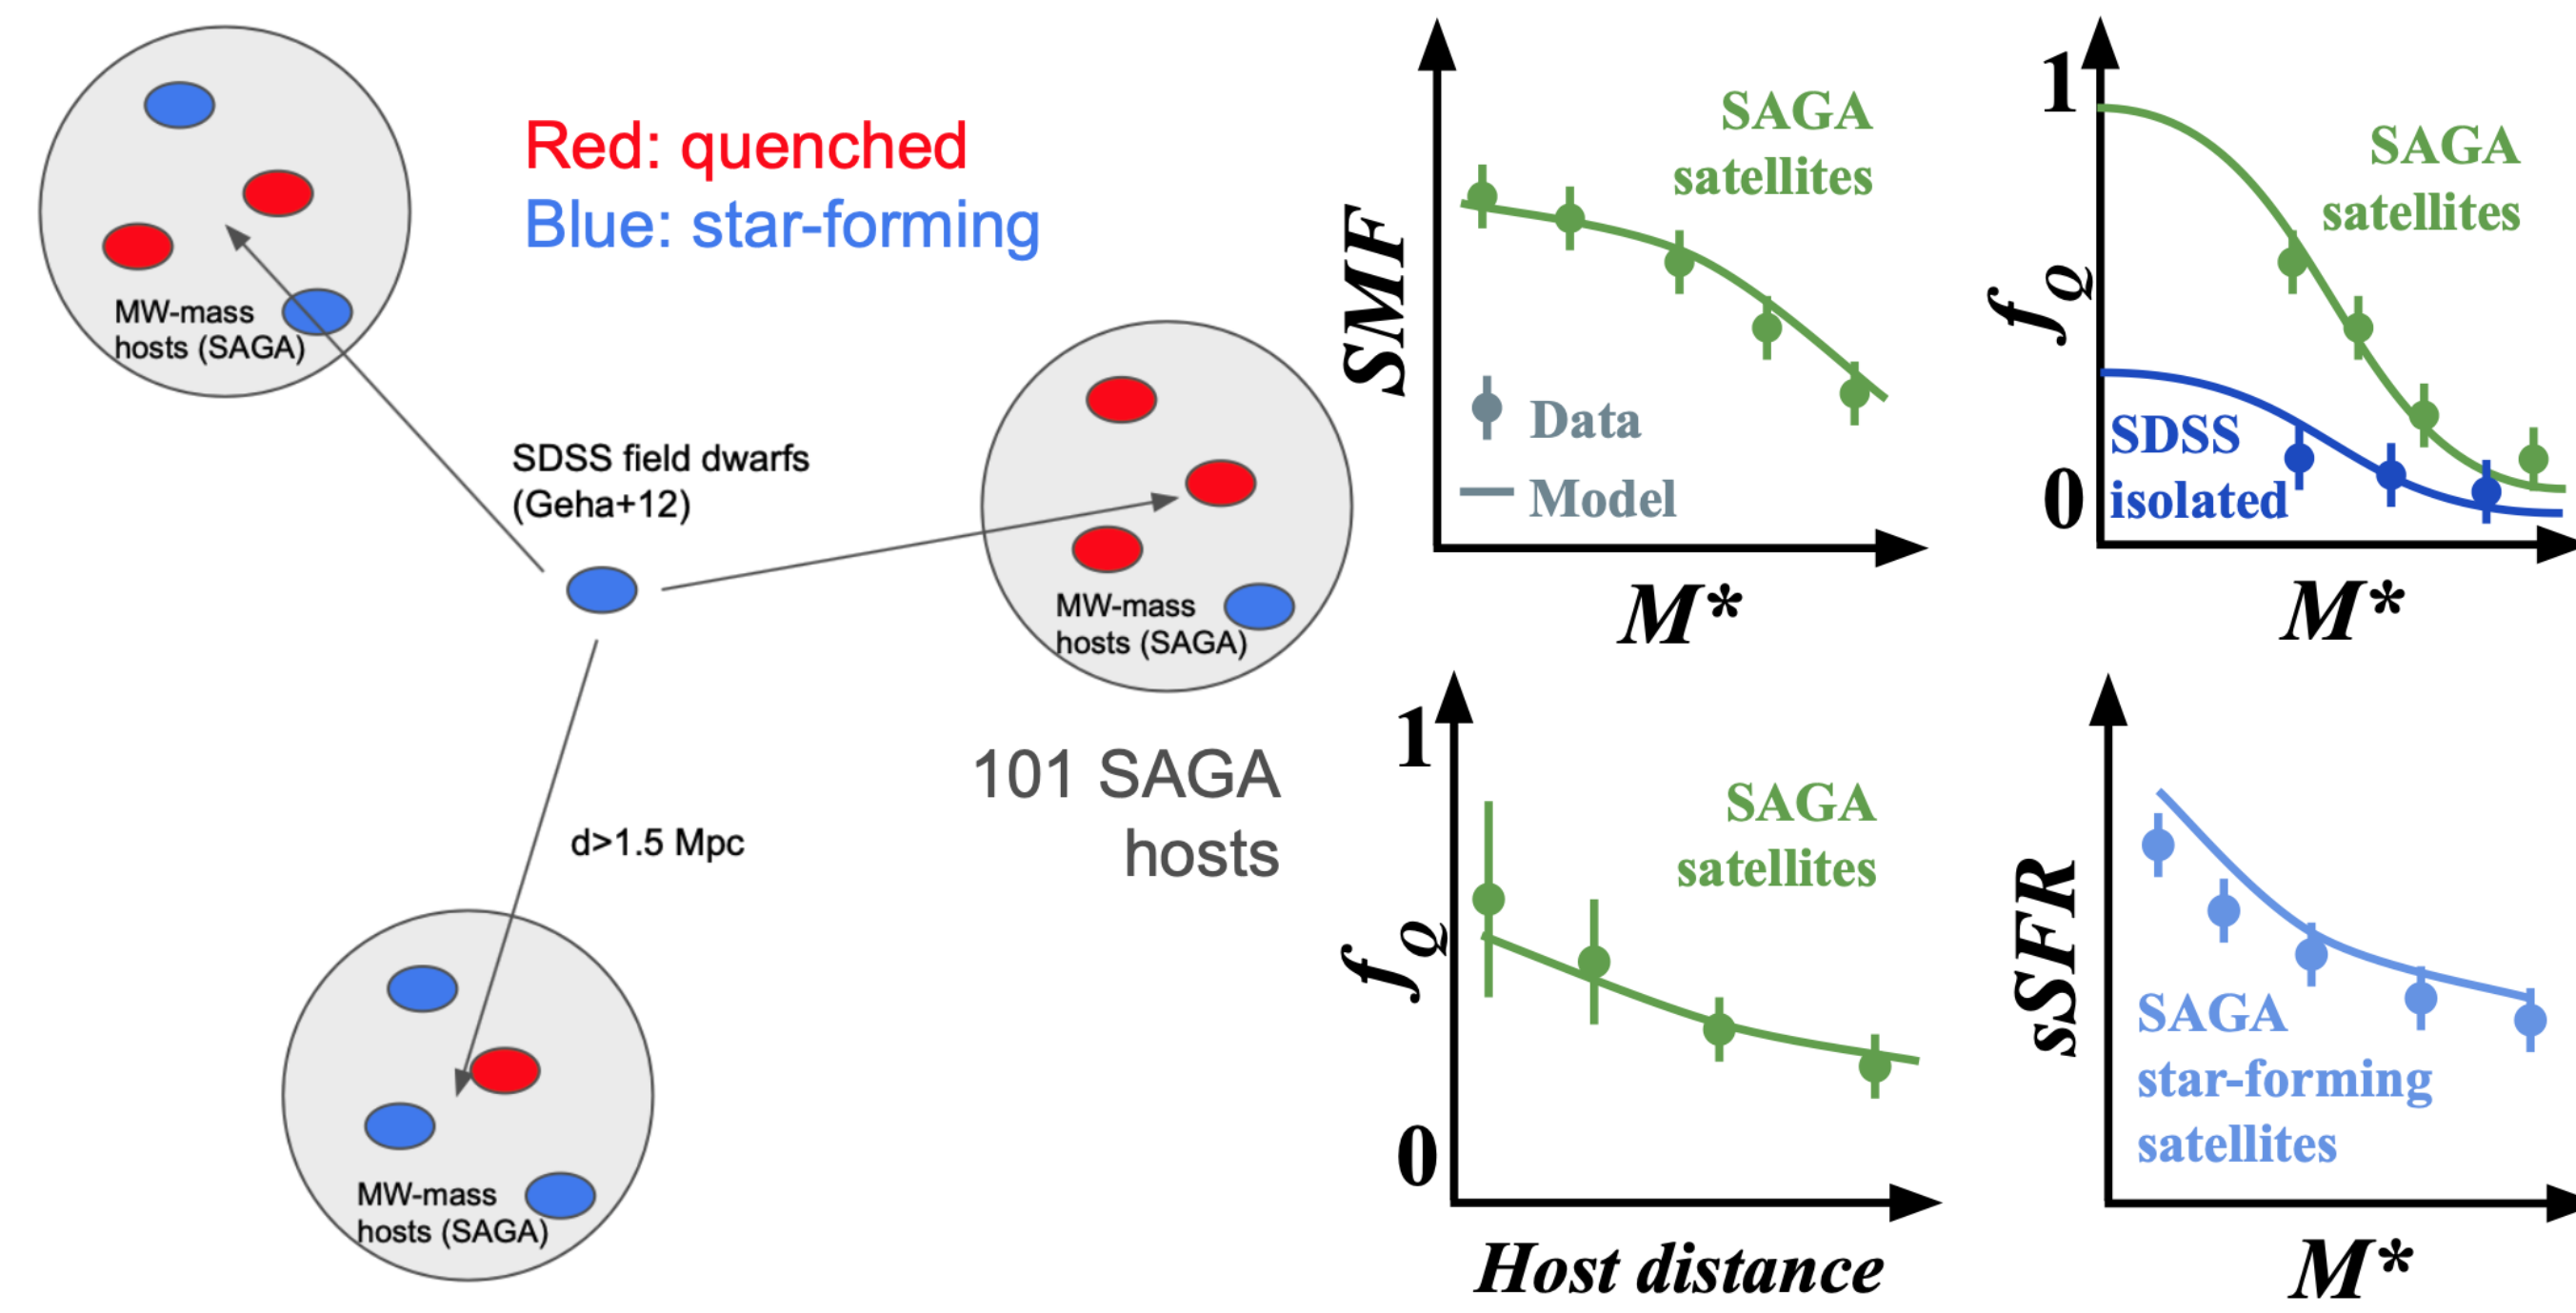 Red: quenched
Blue: star-forming
MW-mass
hosts (SAGA)
SDSS field dwarfs
(Geha+12)
MW-mass
hosts (SAGA)
101 SAGA
hosts
d>1.5 Mpc
MW-mass
hosts (SAGA)
SMF
SAGA
satellites
Data
Model
M*
1
f Q
SAGA
satellites
SDSS
isolated
0
M*
1
f Q
SAGA
satellites
0
Host distance
sSFR
SAGA
star-forming
satellites
M*